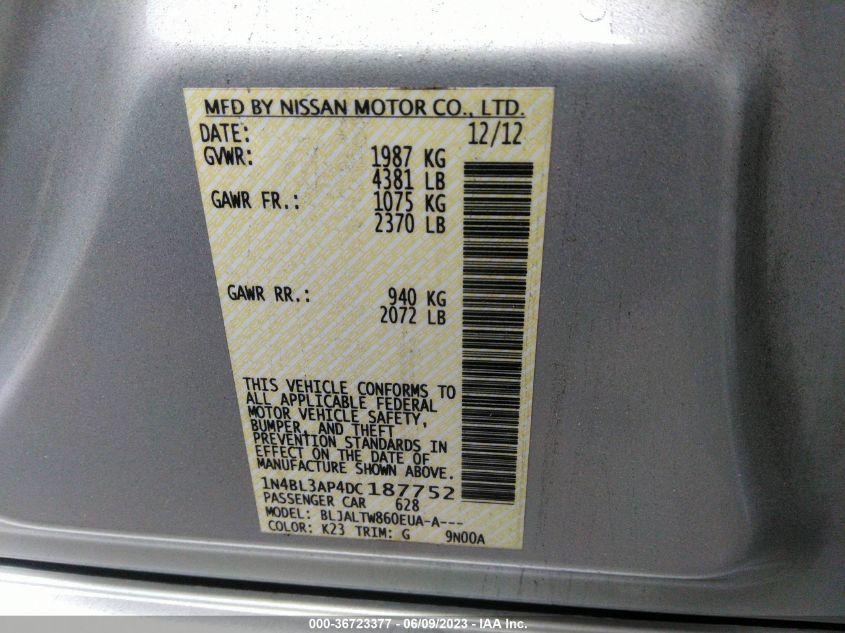 MFD BY NISSAN MOTOR CO., LTD.
DATE: 12/12
GVWR: 1987 KG
4381 LB
GAWR FR.: 1075 KG
2370 LB
GAWR RR.: 940 KG
2072 LB
THIS VEHICLE CONFORMS TO
ALL APPLICABLE FEDERAL
MOTOR VEHICLE SAFETY,
BUMPER, AND THEFT
PREVENTION STANDARDS IN
EFFECT ON THE DATE OF
MANUFACTURE SHOWN ABOVE.
1N4BL3AP4DC187752
PASSENGER CAR 628
MODEL: BLJALTW860EUA-A---
COLOR: K23 TRIM: G 9N00A
000-36723377 - 06/09/2023 - IAA Inc.